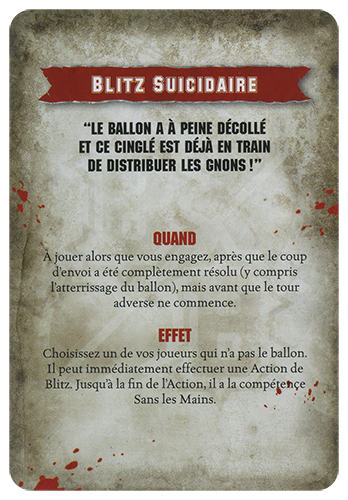 BLITZ SUICIDAIRE
“LE BALLON A À PEINE DÉCOLLÉ
ET CE CINGLÉ EST DÉJÀ EN TRAIN
DE DISTRIBUER LES GNONS !”
QUAND
À jouer alors que vous engagez, après que le coup
d’envoi a été complètement résolu (y compris
l’atterrissage du ballon), mais avant que le tour
adverse ne commence.
EFFET
Choisissez un de vos joueurs qui n’a pas le ballon.
Il peut immédiatement effectuer une Action de
Blitz. Jusqu’à la fin de l’Action, il a la compétence
Sans les Mains.